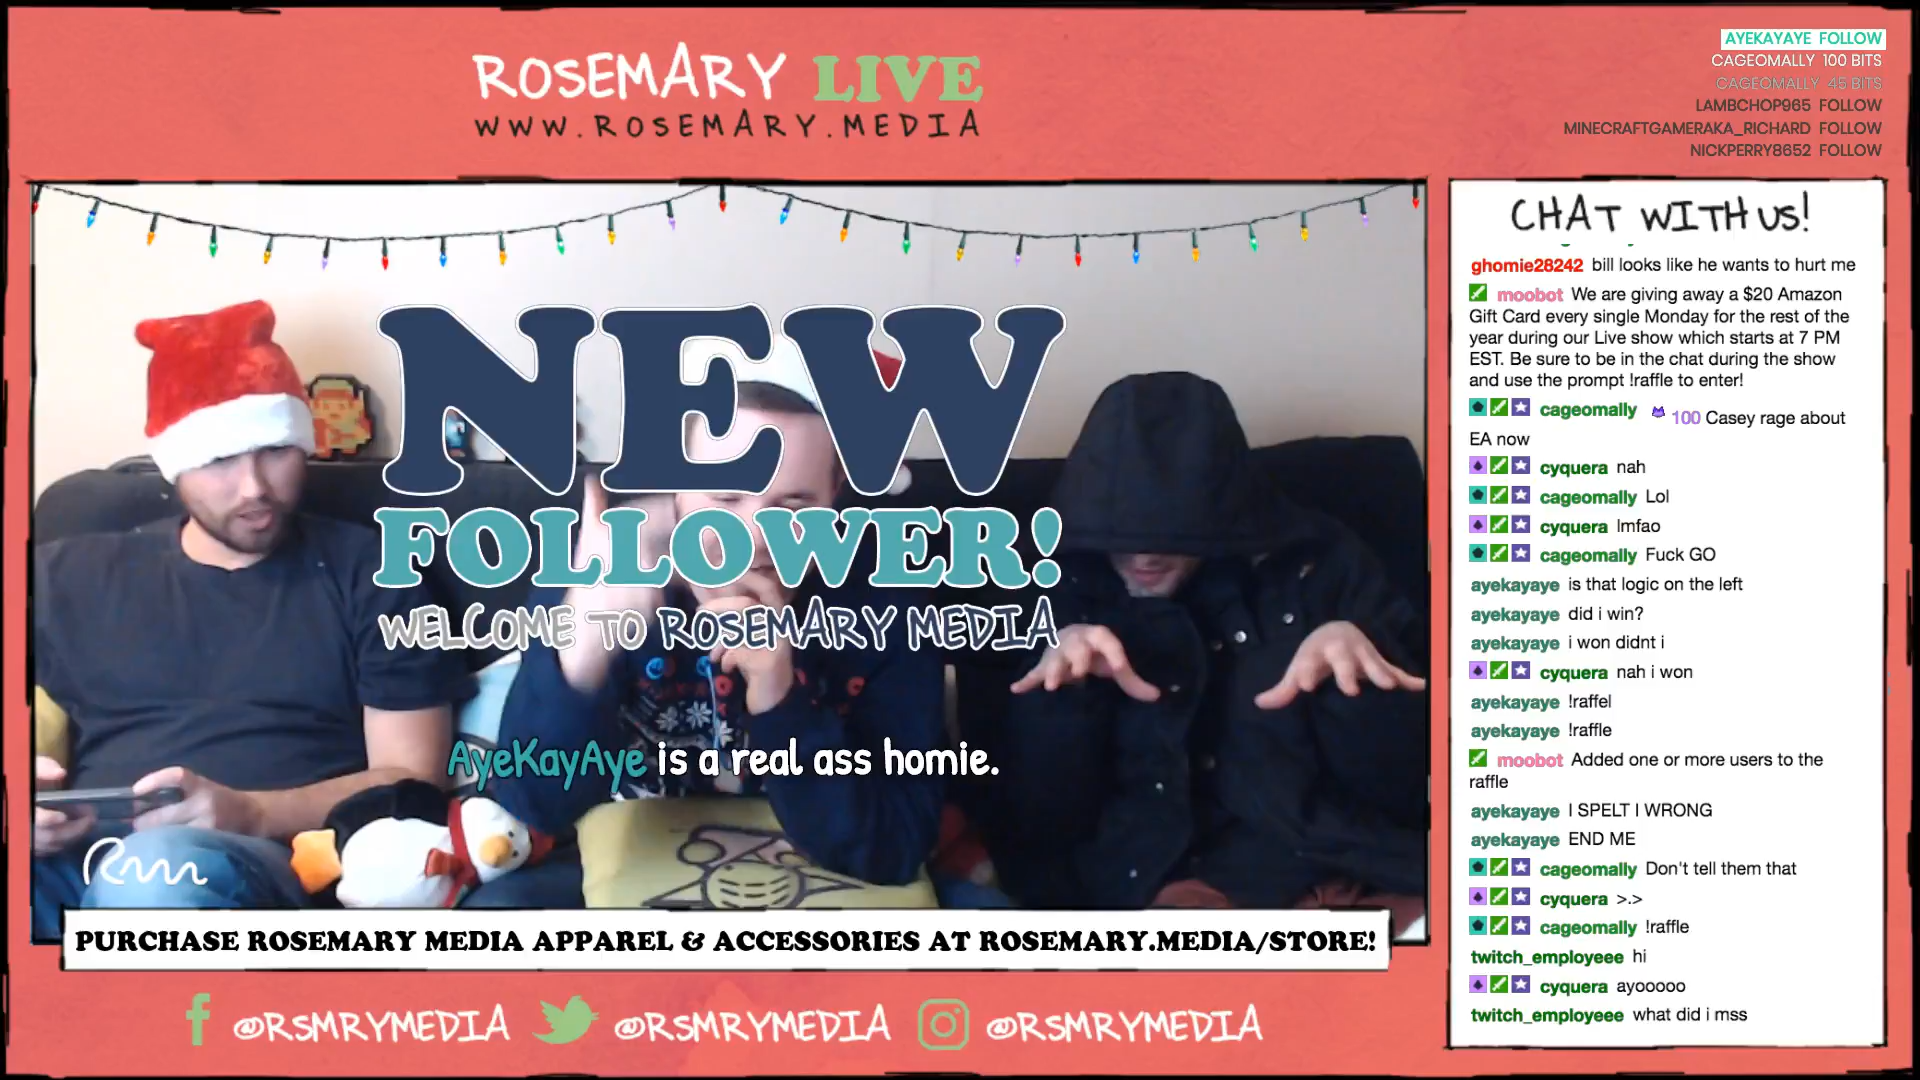 ROSEMARY LIVE
WWW.ROSEMARY.MEDIA
AYEKAYAYE FOLLOW
CAGEOMALLY 100 BITS
CAGEOMALLY 45 BITS
LAMBCHOP965 FOLLOW
MINECRAFTGAMERAKA_RICHARD FOLLOW
NICKPERRY8652 FOLLOW
NEW
FOLLOWER!
WELCOME TO ROSEMARY MEDIA
AyeKayAye is a real ass homie.
Rm
PURCHASE ROSEMARY MEDIA APPAREL & ACCESSORIES AT ROSEMARY.MEDIA/STORE!
@RSMRYMEDIA @RSMRYMEDIA @RSMRYMEDIA
CHAT WITH US!
ghomie28242 bill looks like he wants to hurt me
moobot We are giving away a $20 Amazon
Gift Card every single Monday for the rest of the
year during our Live show which starts at 7 PM
EST. Be sure to be in the chat during the show
and use the prompt !raffle to enter!
cageomally 100 Casey rage about
EA now
cyquera nah
cageomally Lol
cyquera lmfao
cageomally Fuck GO
ayekayaye is that logic on the left
ayekayaye did i win?
ayekayaye i won didnt i
cyquera nah i won
ayekayaye !raffel
ayekayaye !raffle
moobot Added one or more users to the
raffle
ayekayaye I SPELT I WRONG
ayekayaye END ME
cageomally Don't tell them that
cyquera >.>
cageomally !raffle
twitch_employeee hi
cyquera ayooooo
twitch_employeee what did i mss